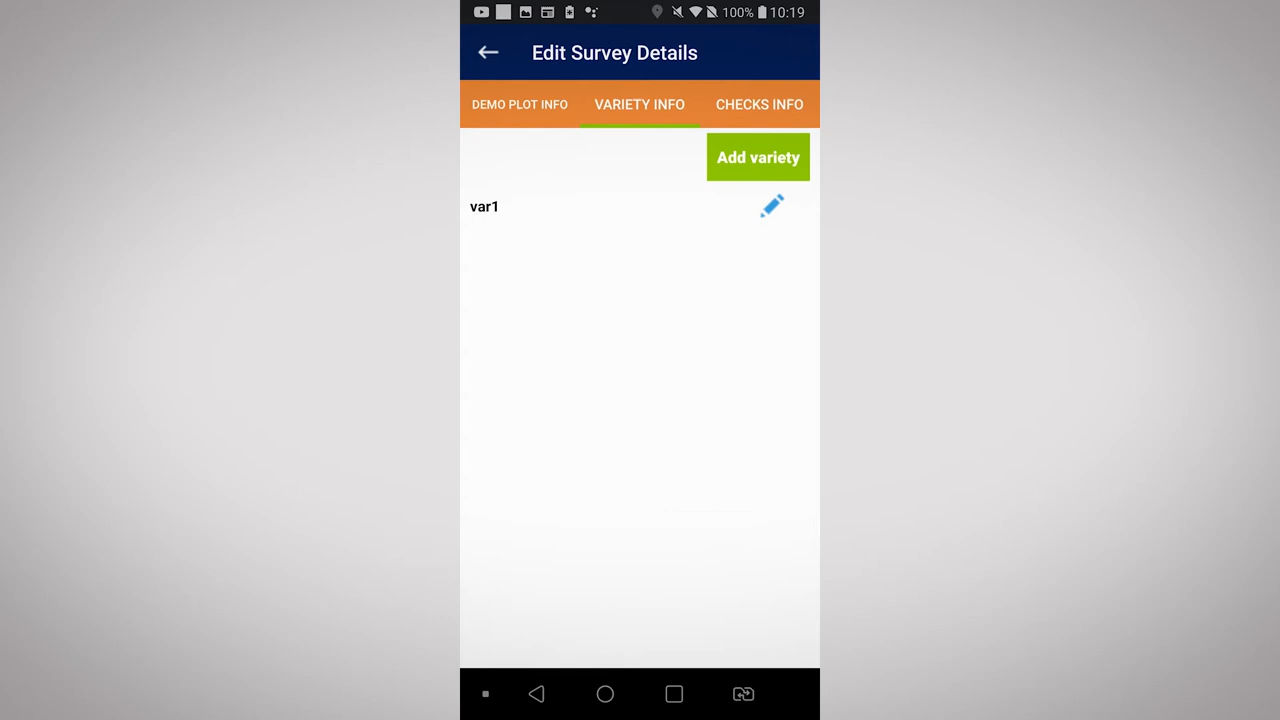 100% 10:19
Edit Survey Details
DEMO PLOT INFO VARIETY INFO CHECKS INFO
Add variety
var1